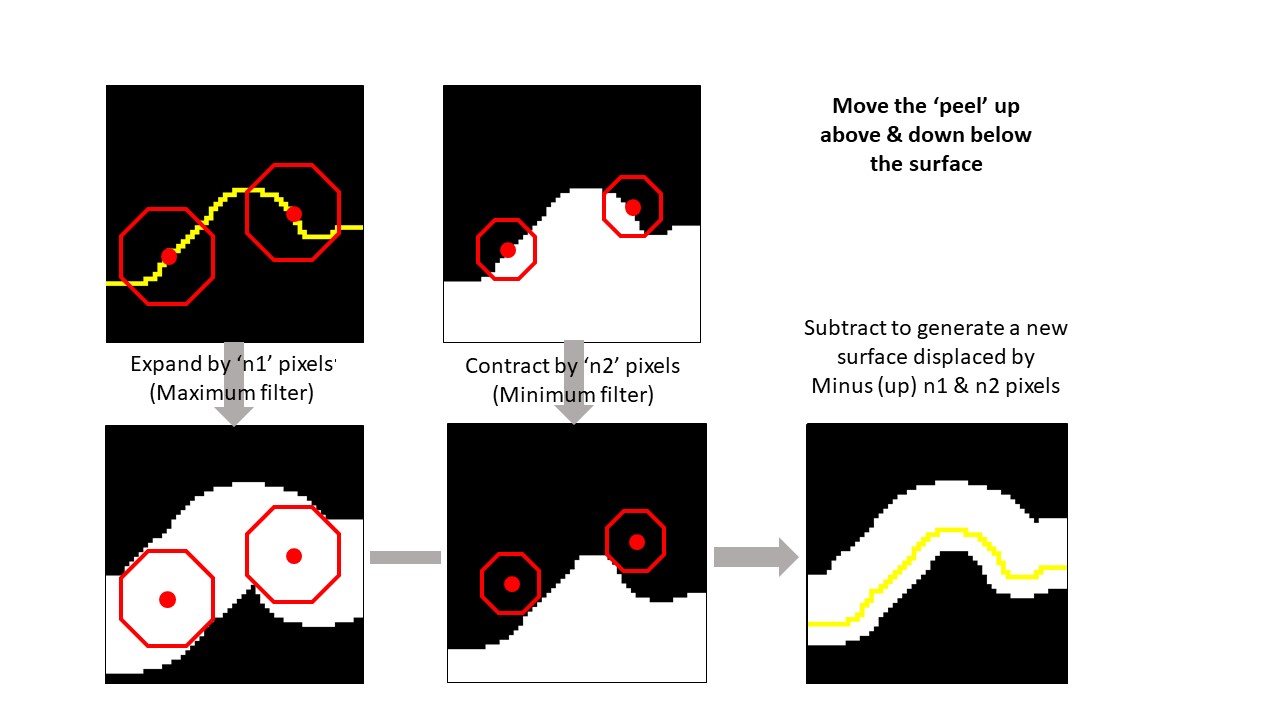 Move the ‘peel’ up
above & down below
the surface
Expand by ‘n1’ pixels
(Maximum filter)
Contract by ‘n2’ pixels
(Minimum filter)
Subtract to generate a new
surface displaced by
Minus (up) n1 & n2 pixels